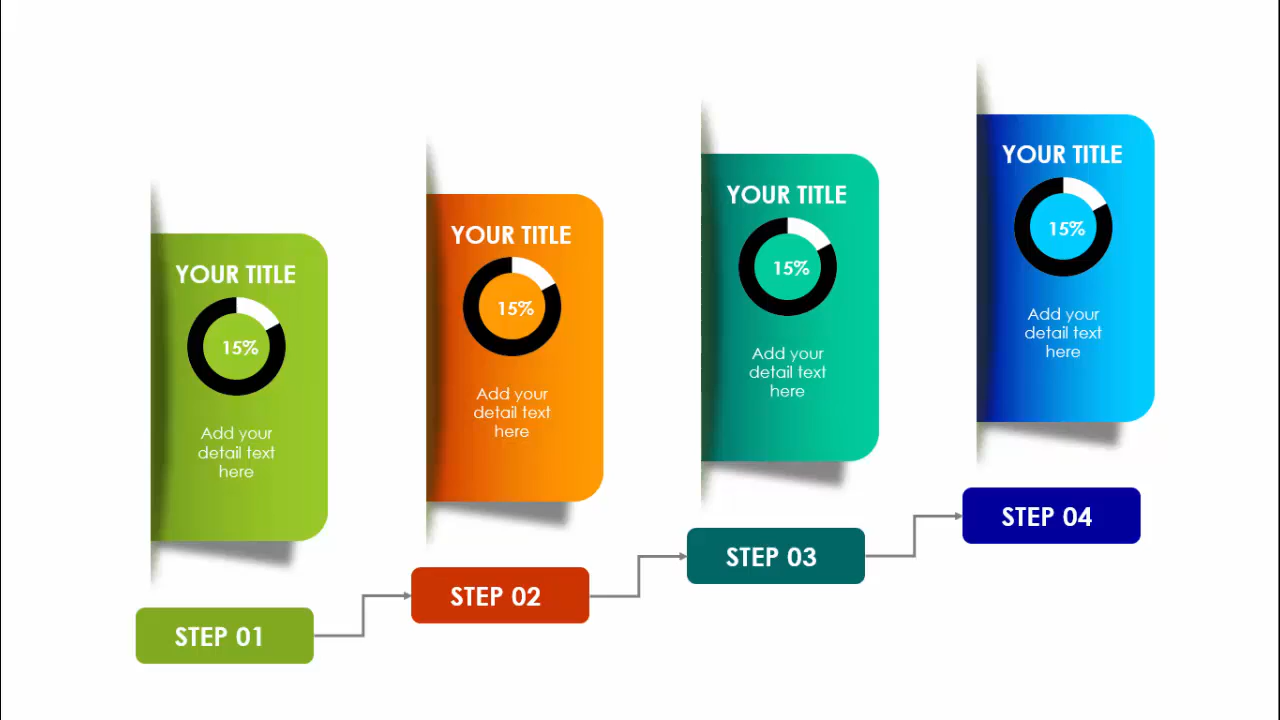 YOUR TITLE
15%
Add your
detail text
here
STEP 01
YOUR TITLE
15%
Add your
detail text
here
STEP 02
YOUR TITLE
15%
Add your
detail text
here
STEP 03
YOUR TITLE
15%
Add your
detail text
here
STEP 04